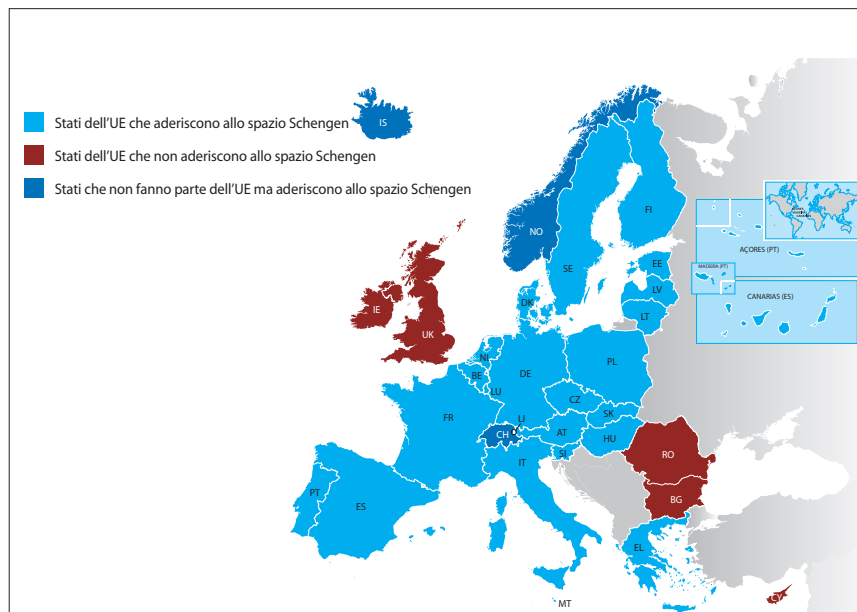 Stati dell'UE che aderiscono allo spazio Schengen
Stati dell'UE che non aderiscono allo spazio Schengen
Stati che non fanno parte dell'UE ma aderiscono allo spazio Schengen
IS
NO
FI
SE
EE
LV
LT
DK
IE
UK
NL
BE
LU
DE
PL
CZ
SK
FR
LI
CH
AT
HU
SI
IT
RO
BG
PT
ES
EL
MT
CY
AÇORES (PT)
MADEIRA (PT)
CANARIAS (ES)